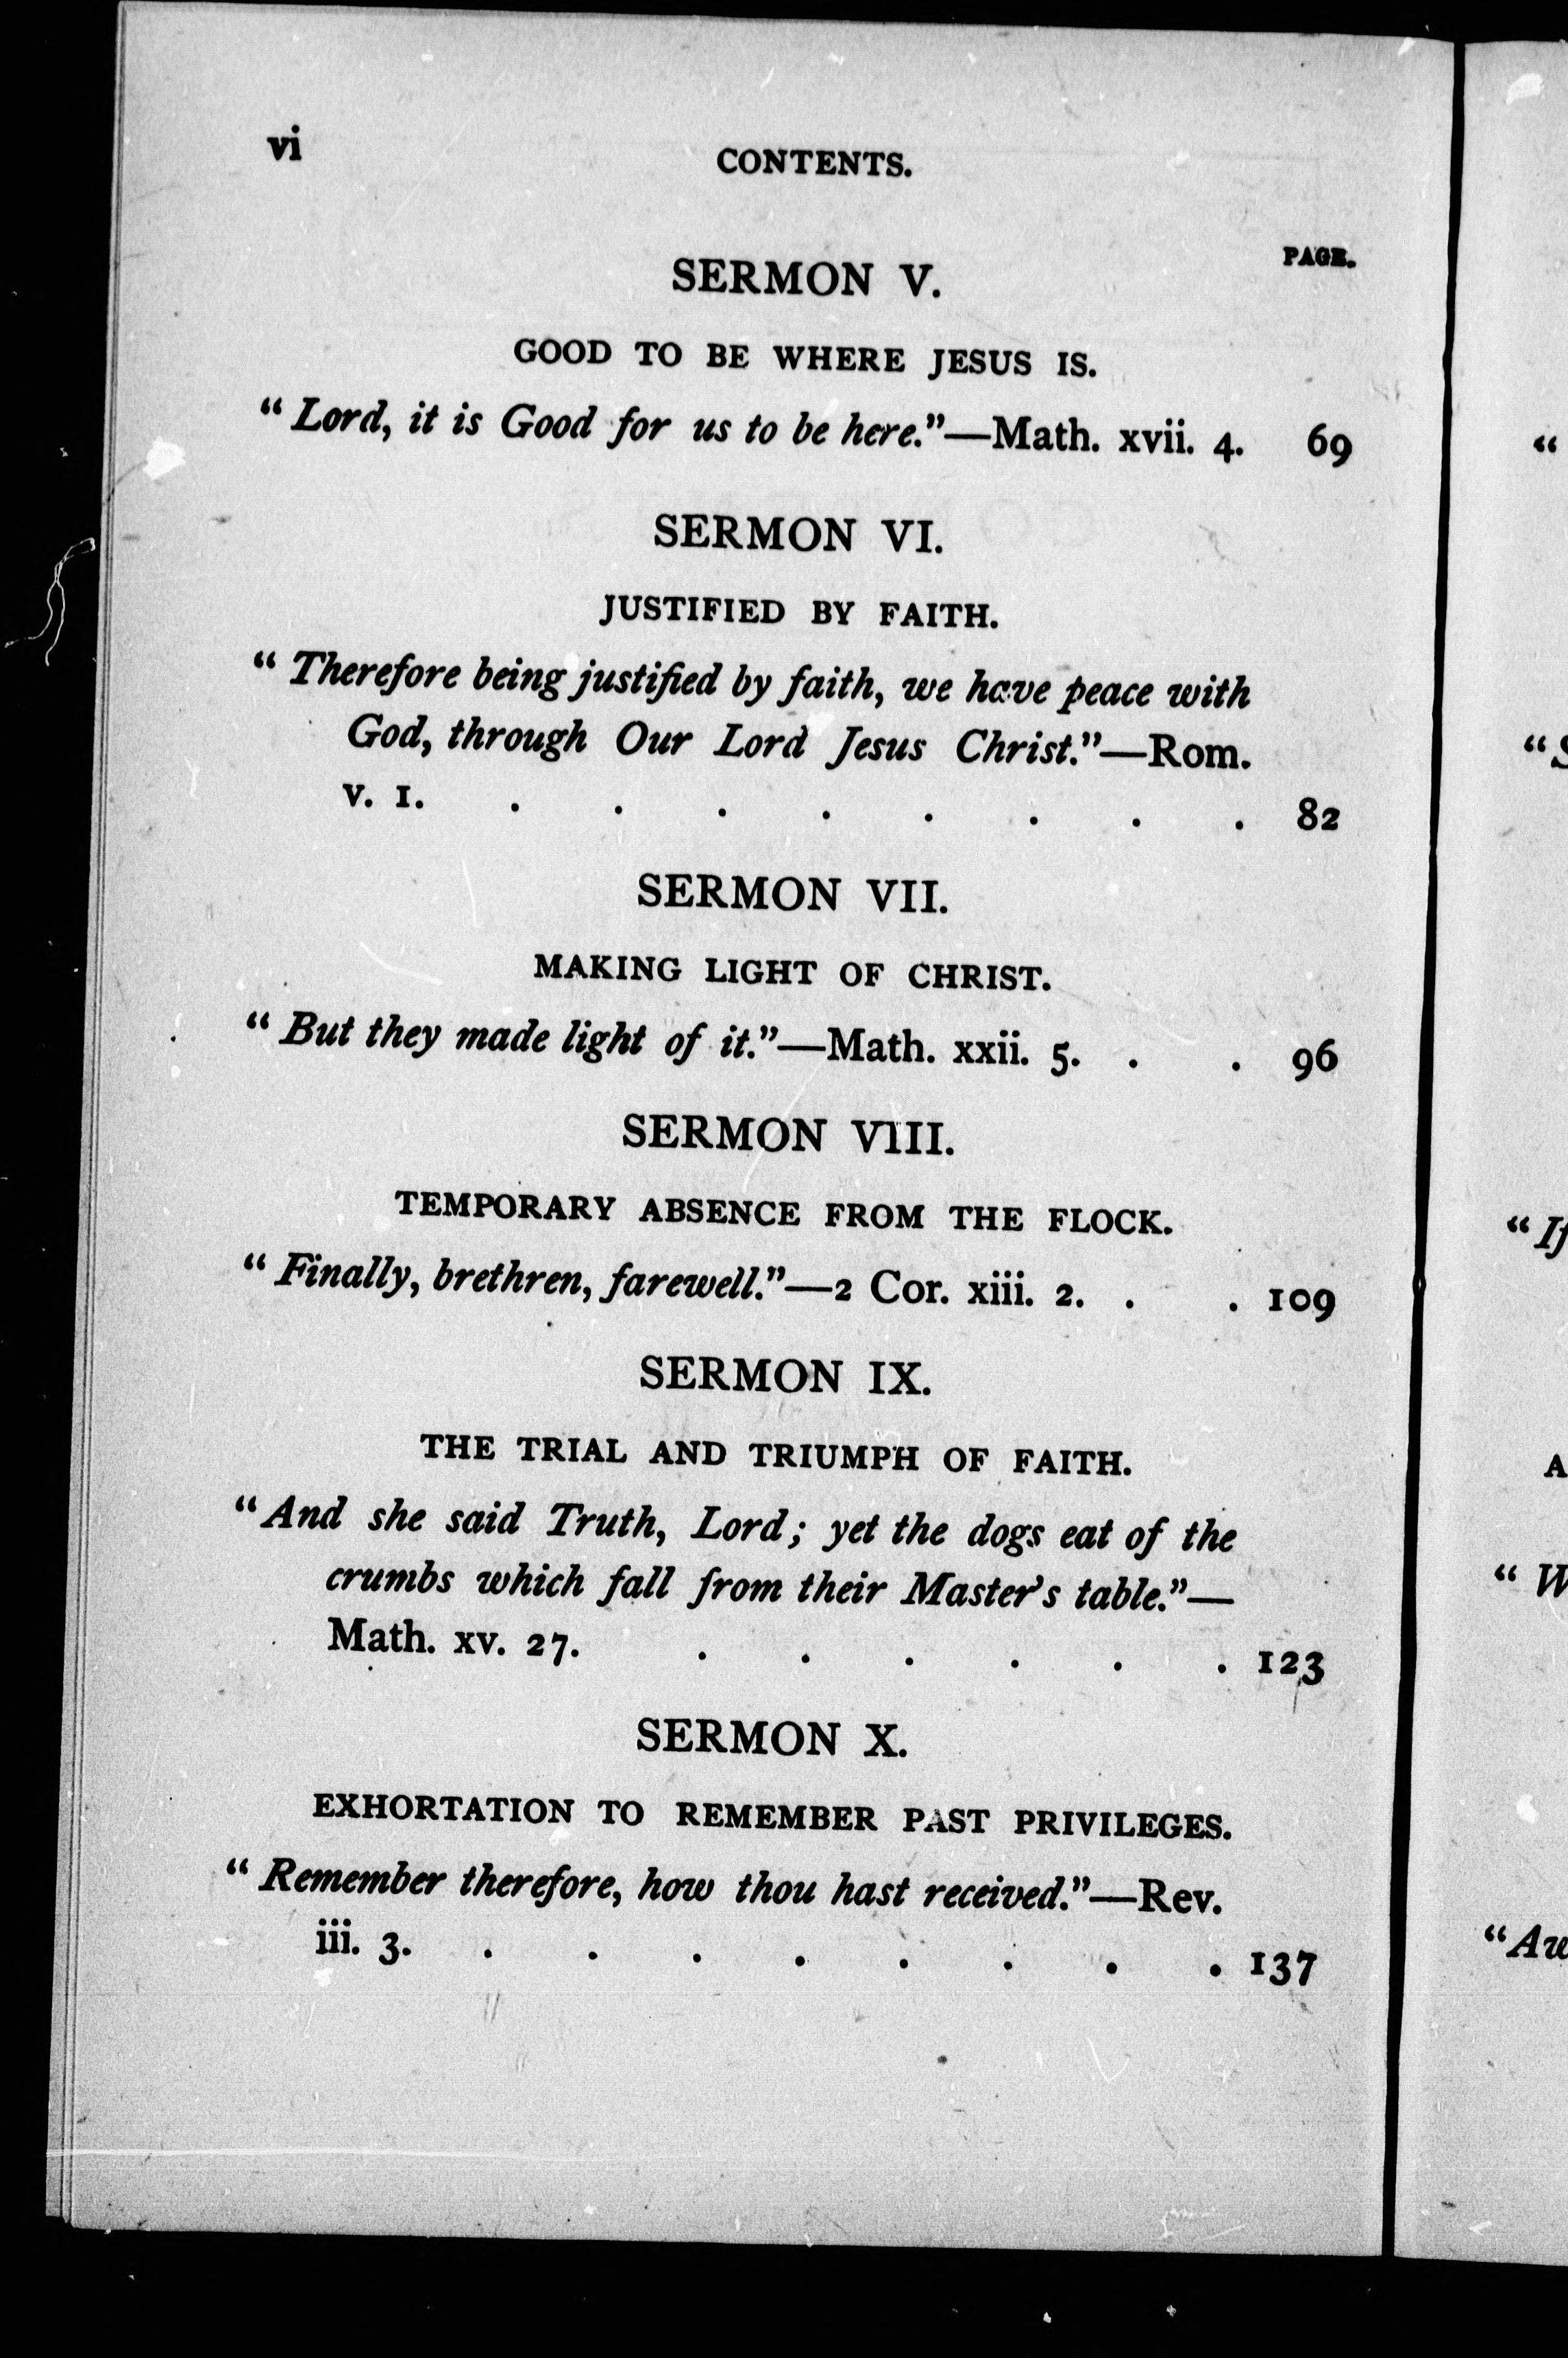 vi
CONTENTS.
PAGE.
SERMON V.
GOOD TO BE WHERE JESUS IS.
“ Lord, it is Good for us to be here.”—Math. xvii. 4. 69
SERMON VI.
JUSTIFIED BY FAITH.
“ Therefore being justified by faith, we have peace with
God, through Our Lord Jesus Christ.”—Rom.
v. 1. . . . . . . . . 82
SERMON VII.
MAKING LIGHT OF CHRIST.
“ But they made light of it.”—Math. xxii. 5. . . 96
SERMON VIII.
TEMPORARY ABSENCE FROM THE FLOCK.
“ Finally, brethren, farewell.”—2 Cor. xiii. 2. . . 109
SERMON IX.
THE TRIAL AND TRIUMPH OF FAITH.
“And she said Truth, Lord; yet the dogs eat of the
crumbs which fall from their Master's table.”—
Math. xv. 27. . . . . . . 123
SERMON X.
EXHORTATION TO REMEMBER PAST PRIVILEGES.
“ Remember therefore, how thou hast received.”—Rev.
iii. 3. . . . . . . . . 137